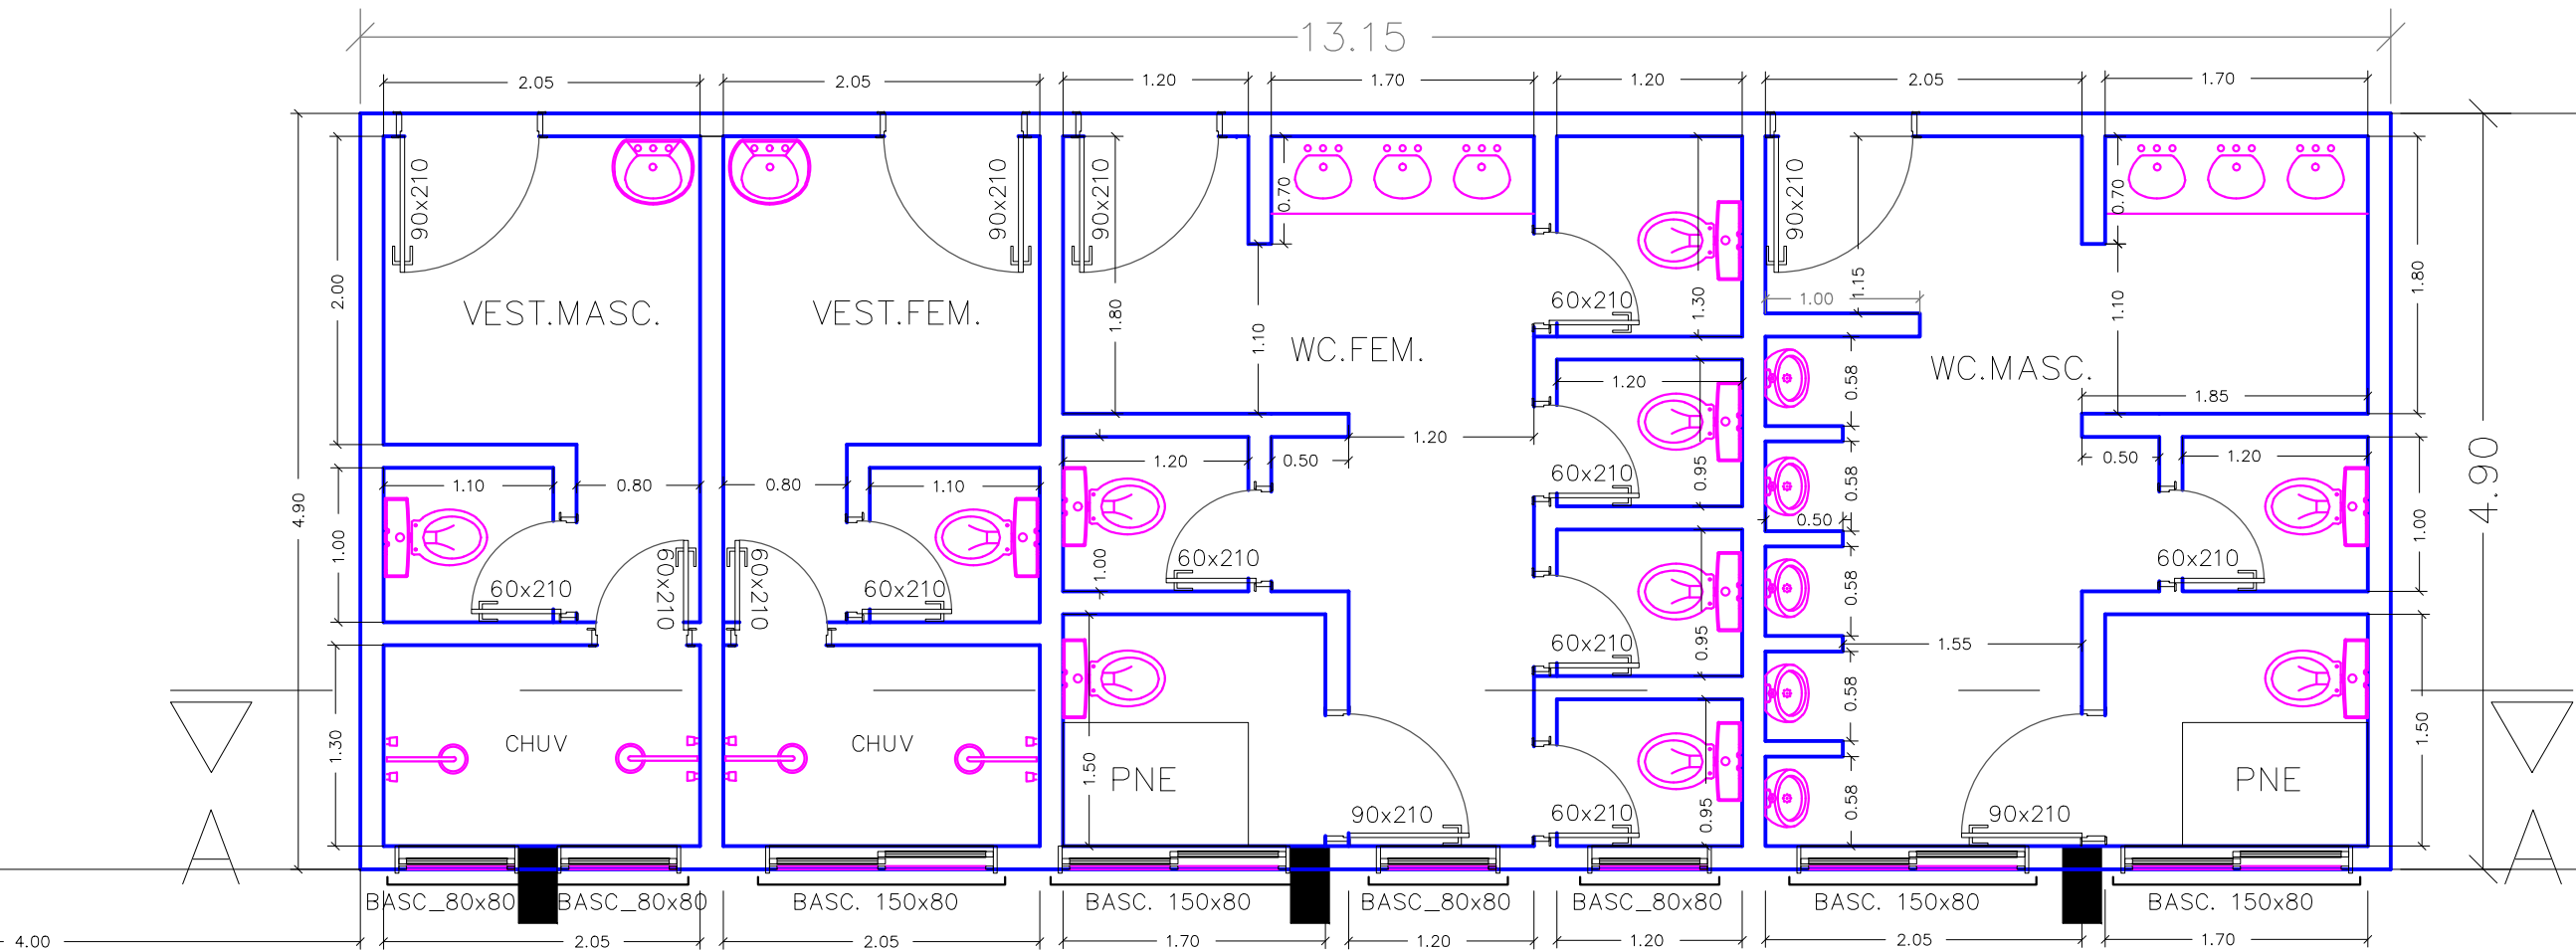 13.15
2.05
2.05
1.20
1.70
1.20
2.05
1.70
90x210
90x210
90x210
90x210
0.70
0.70
2.00
VEST.MASC.
VEST.FEM.
1.80
1.10
WC.FEM.
60x210
1.30
1.00
1.15
1.10
1.80
WC.MASC.
1.20
0.58
1.85
4.90
4.90
1.10
0.80
0.80
1.10
1.20
0.50
1.20
60x210
0.95
0.58
0.50
0.50
1.20
1.00
60x210
60x210
60x210
60x210
1.00
60x210
0.95
0.58
60x210
1.00
1.55
1.30
CHUV
CHUV
1.50
PNE
90x210
60x210
0.95
0.58
0.58
90x210
PNE
1.50
A
A
BASC_80x80
BASC_80x80
BASC. 150x80
BASC. 150x80
BASC_80x80
BASC_80x80
BASC. 150x80
BASC. 150x80
4.00
2.05
2.05
1.70
1.20
1.20
2.05
1.70